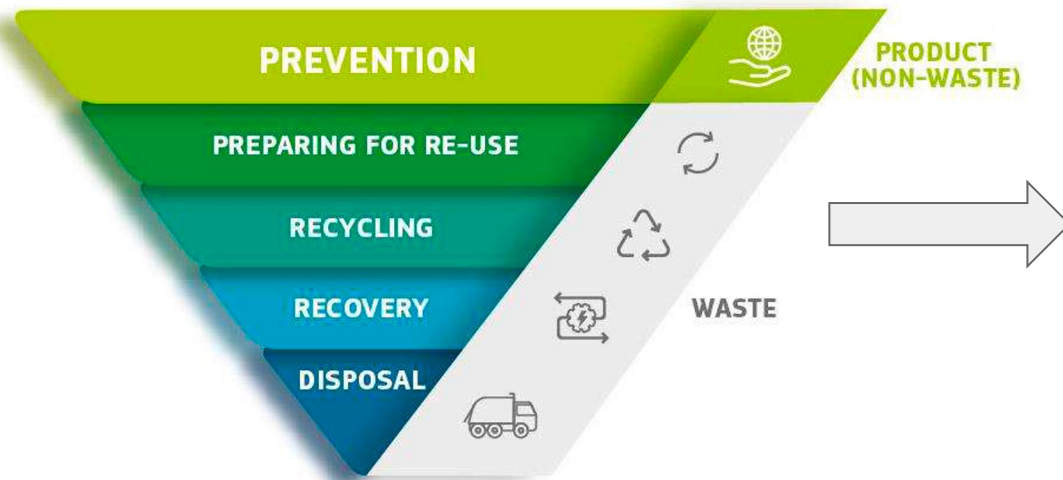 PREVENTION
PRODUCT
(NON-WASTE)
PREPARING FOR RE-USE
RECYCLING
RECOVERY
WASTE
DISPOSAL